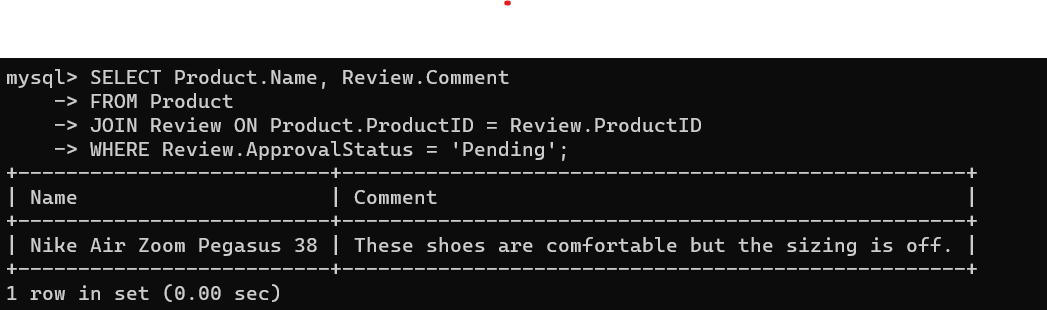 mysql> SELECT Product.Name, Review.Comment
    -> FROM Product
    -> JOIN Review ON Product.ProductID = Review.ProductID
    -> WHERE Review.ApprovalStatus = 'Pending';
+--------------------------+----------------------------------------------------+
| Name                     | Comment                                            |
+--------------------------+----------------------------------------------------+
| Nike Air Zoom Pegasus 38 | These shoes are comfortable but the sizing is off. |
+--------------------------+----------------------------------------------------+
1 row in set (0.00 sec)